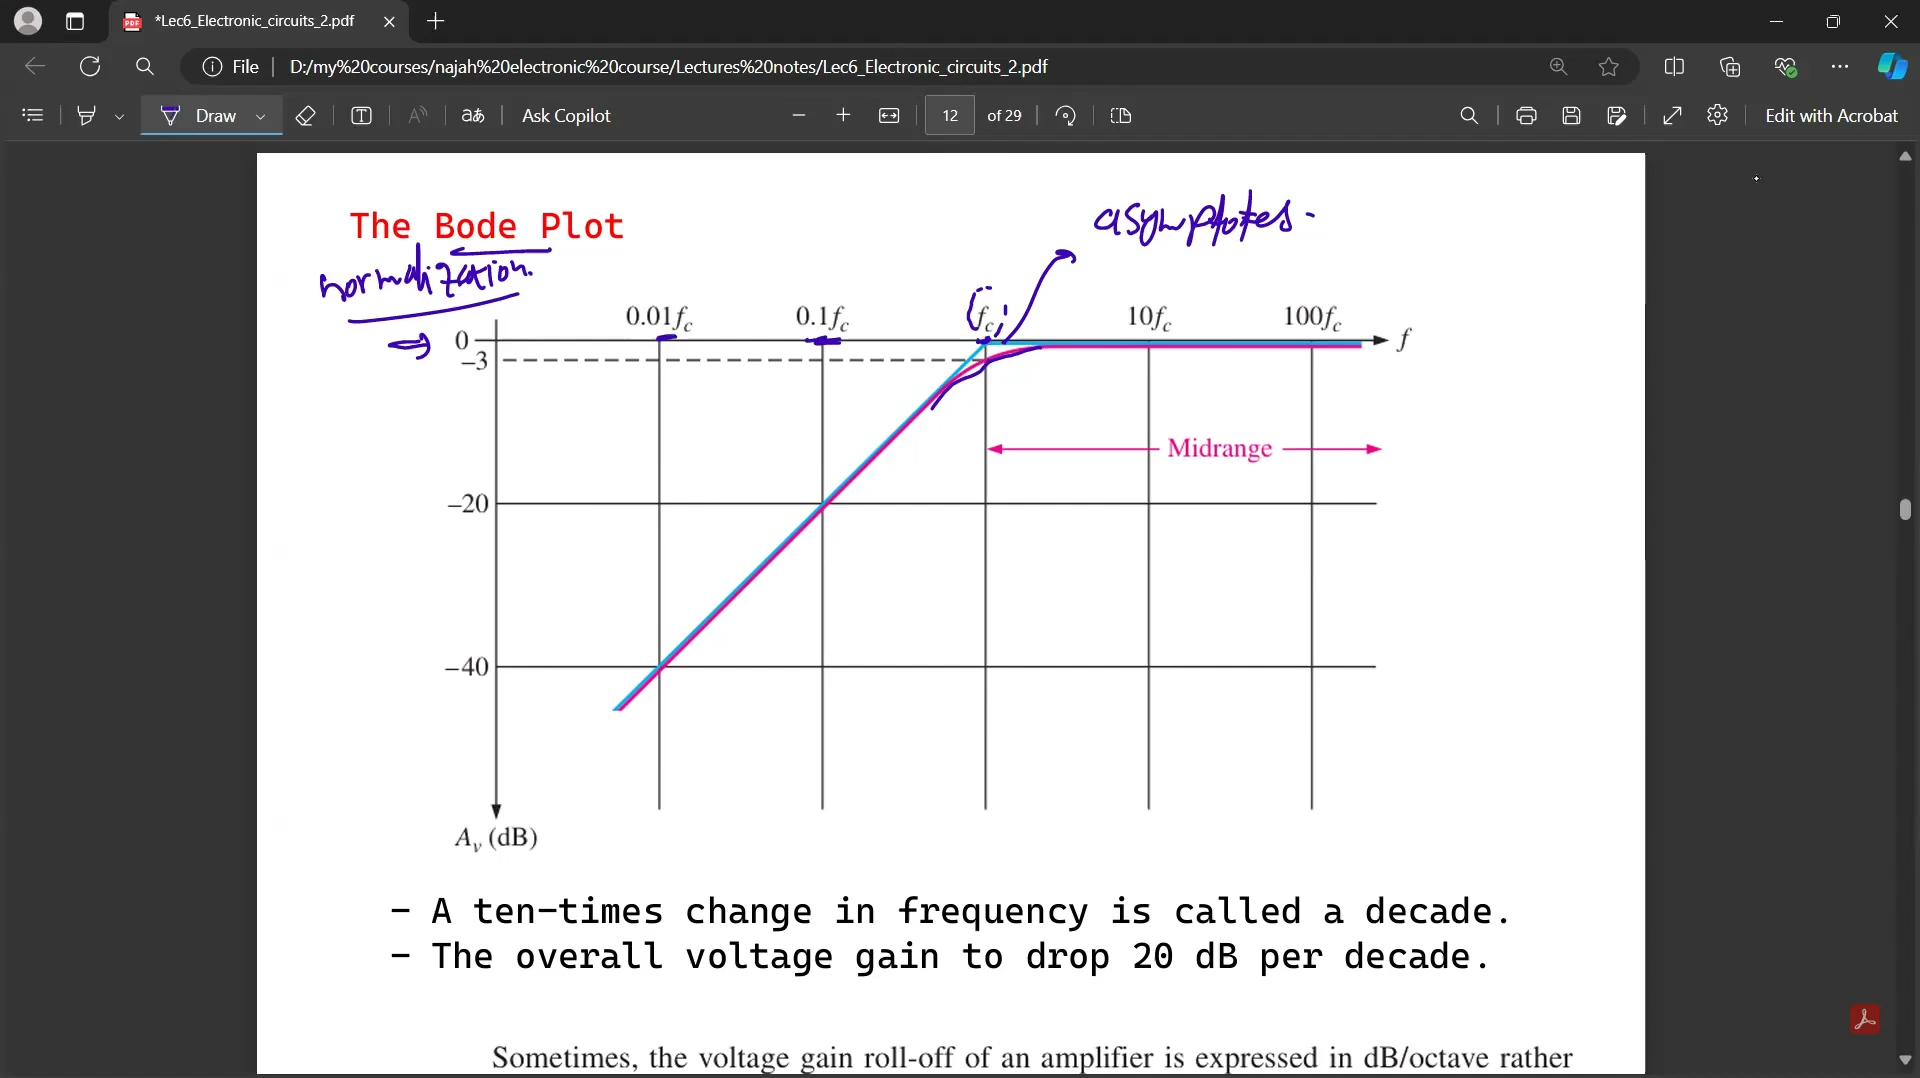 *Lec6_Electronic_circuits_2.pdf
File D:/my%20courses/najah%20electronic%20course/Lectures%20notes/Lec6_Electronic_circuits_2.pdf
Draw T aあ Ask Copilot 12 of 29 Edit with Acrobat
The Bode Plot
asymptotes
normalization.
0.01fc 0.1fc fc 10fc 100fc
0 f
–3
Midrange
–20
–40
Av (dB)
– A ten-times change in frequency is called a decade.
– The overall voltage gain to drop 20 dB per decade.
Sometimes, the voltage gain roll-off of an amplifier is expressed in dB/octave rather